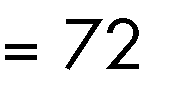 = 72